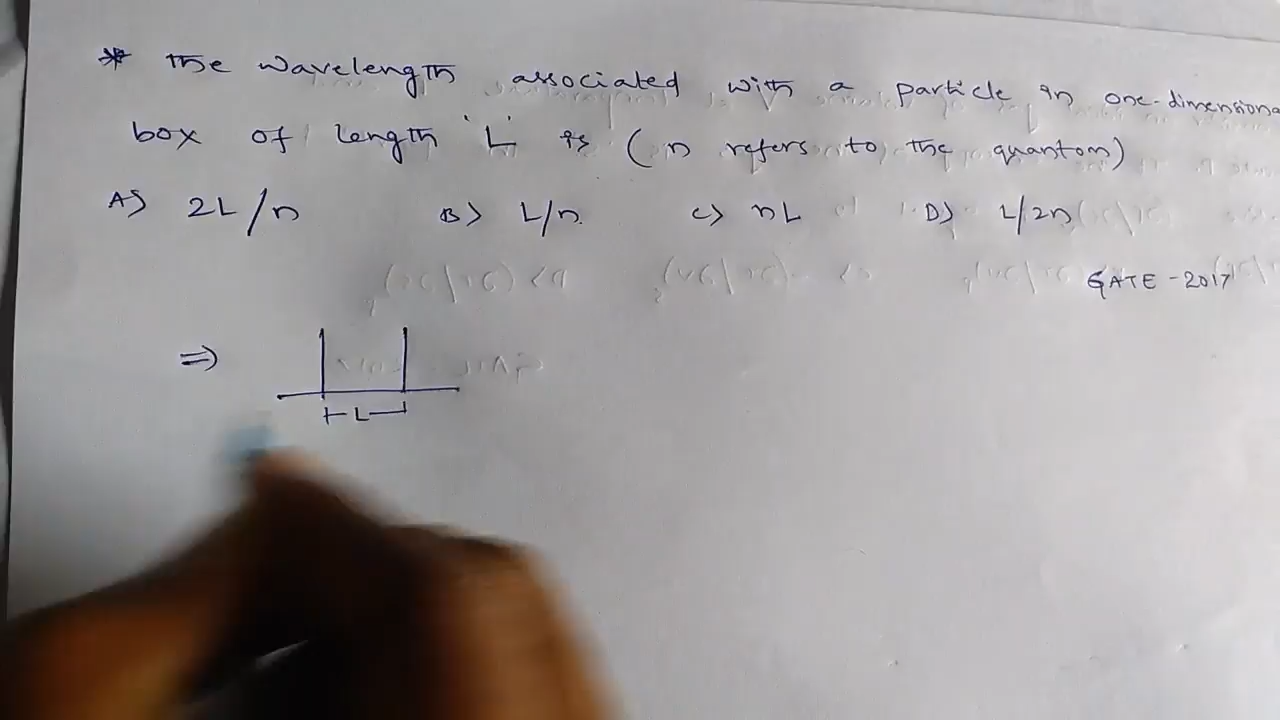 * The wavelength associated with a particle in one-dimensiona
box of length 'L' is (n refers to the quantom)
A> 2L/n B> L/n C> nL D> L/2n
GATE-2017
⇒
L